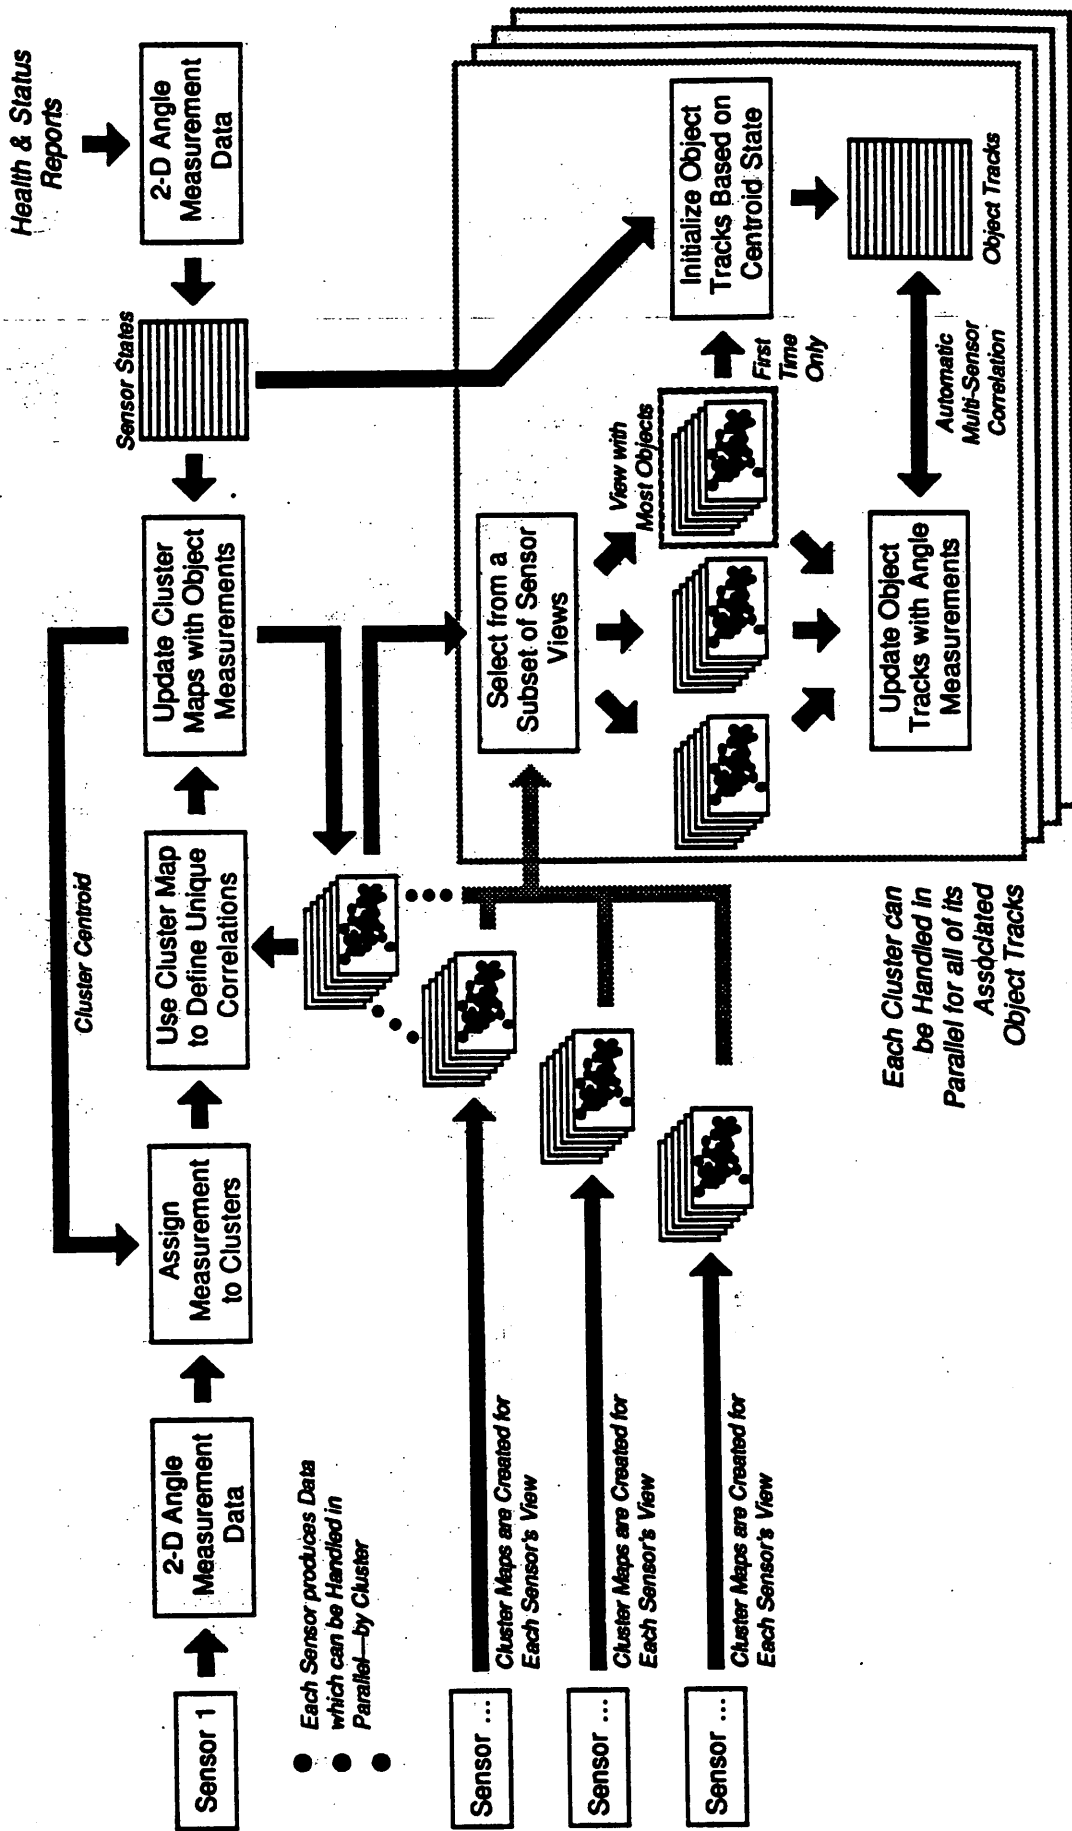 Sensor 1
2-D Angle
Measurement
Data
Assign
Measurement
to Clusters
Use Cluster Map
to Define Unique
Correlations
Update Cluster
Maps with Object
Measurements
Sensor States
2-D Angle
Measurement
Data
Health & Status
Reports
Cluster Centroid
Each Sensor produces Data
which can be Handled in
Parallel—by Cluster
Sensor ...
Cluster Maps are Created for
Each Sensor's View
Sensor ...
Cluster Maps are Created for
Each Sensor's View
Sensor ...
Cluster Maps are Created for
Each Sensor's View
Select from a
Subset of Sensor
Views
View with
Most Objects
First
Time
Only
Initialize Object
Tracks Based on
Centroid State
Update Object
Tracks with Angle
Measurements
Automatic
Multi-Sensor
Correlation
Object Tracks
Each Cluster can
be Handled in
Parallel for all of its
Associated
Object Tracks